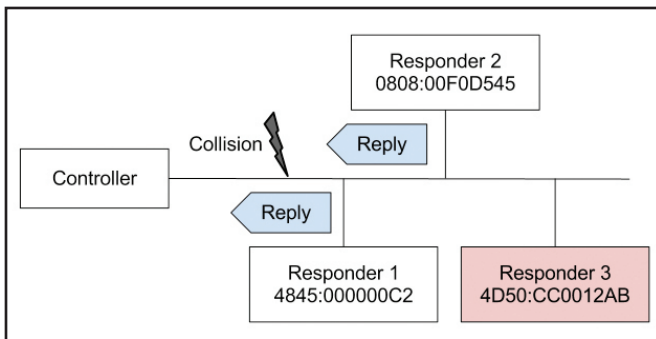 Responder 2
0808:00F0D545
Collision
Reply
Controller
Reply
Responder 1
4845:000000C2
Responder 3
4D50:CC0012AB